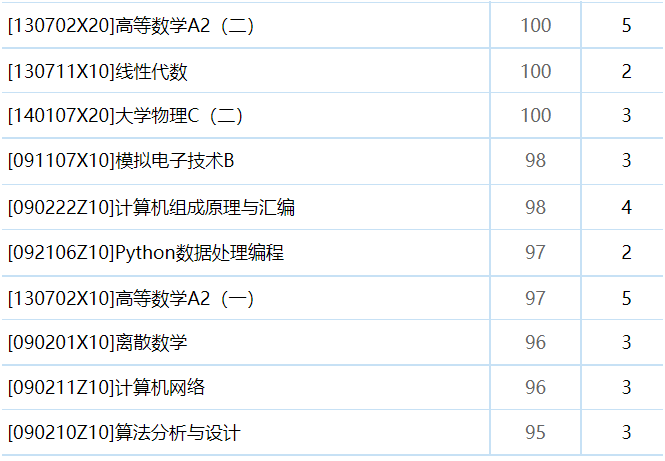 [130702X20]高等数学A2（二） 100 5
[130711X10]线性代数 100 2
[140107X20]大学物理C（二） 100 3
[091107X10]模拟电子技术B 98 3
[090222Z10]计算机组成原理与汇编 98 4
[092106Z10]Python数据处理编程 97 2
[130702X10]高等数学A2（一） 97 5
[090201X10]离散数学 96 3
[090211Z10]计算机网络 96 3
[090210Z10]算法分析与设计 95 3